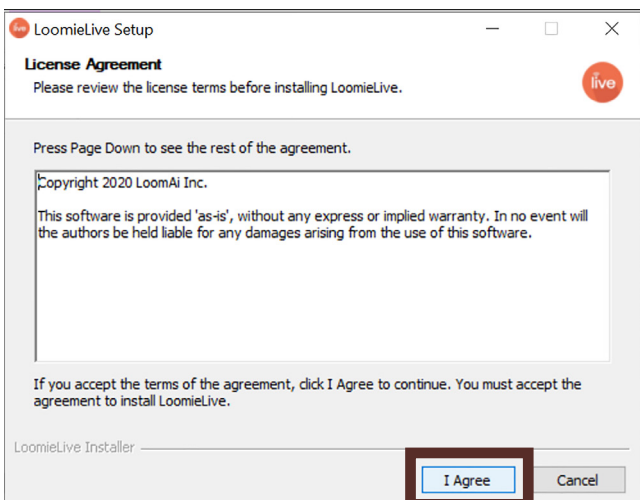 live LoomieLive Setup
License Agreement
Please review the license terms before installing LoomieLive.
live
Press Page Down to see the rest of the agreement.
Copyright 2020 LoomAi Inc.
This software is provided 'as-is', without any express or implied warranty. In no event will
the authors be held liable for any damages arising from the use of this software.
If you accept the terms of the agreement, click I Agree to continue. You must accept the
agreement to install LoomieLive.
LoomieLive Installer
I Agree Cancel